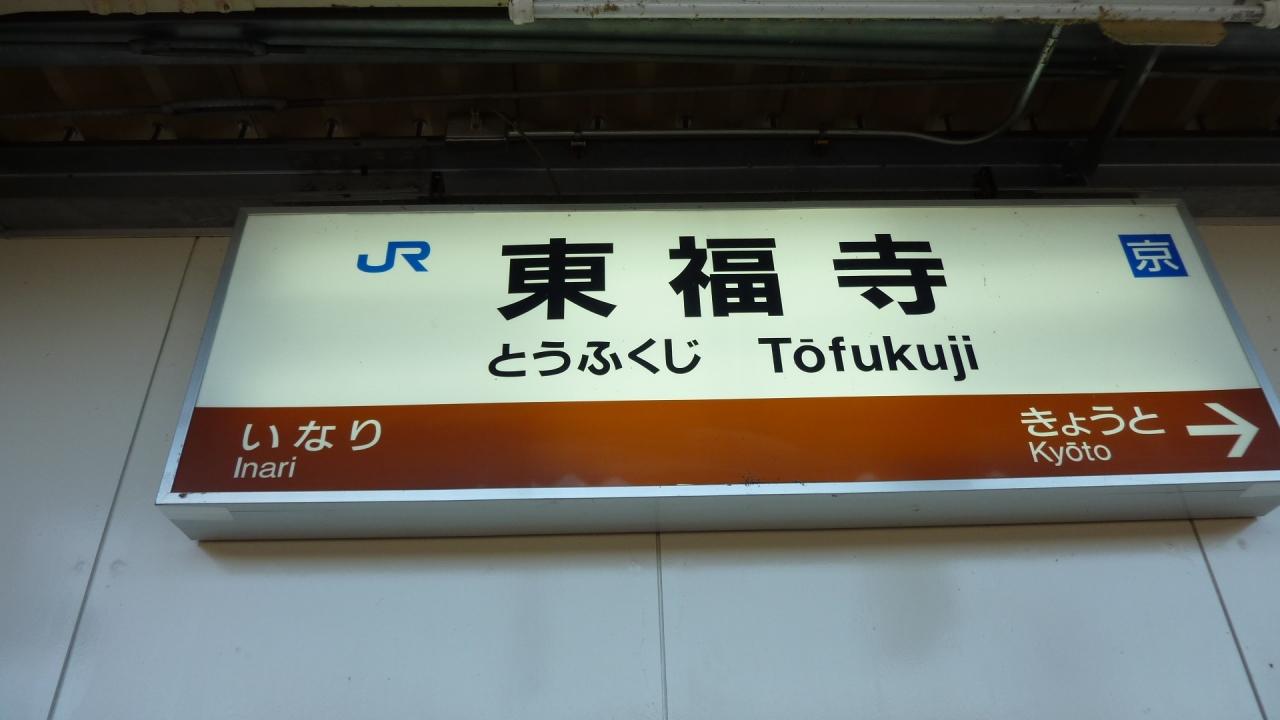 JR 東福寺 京
とうふくじ Tōfukuji
いなり きょうと →
Inari Kyōto